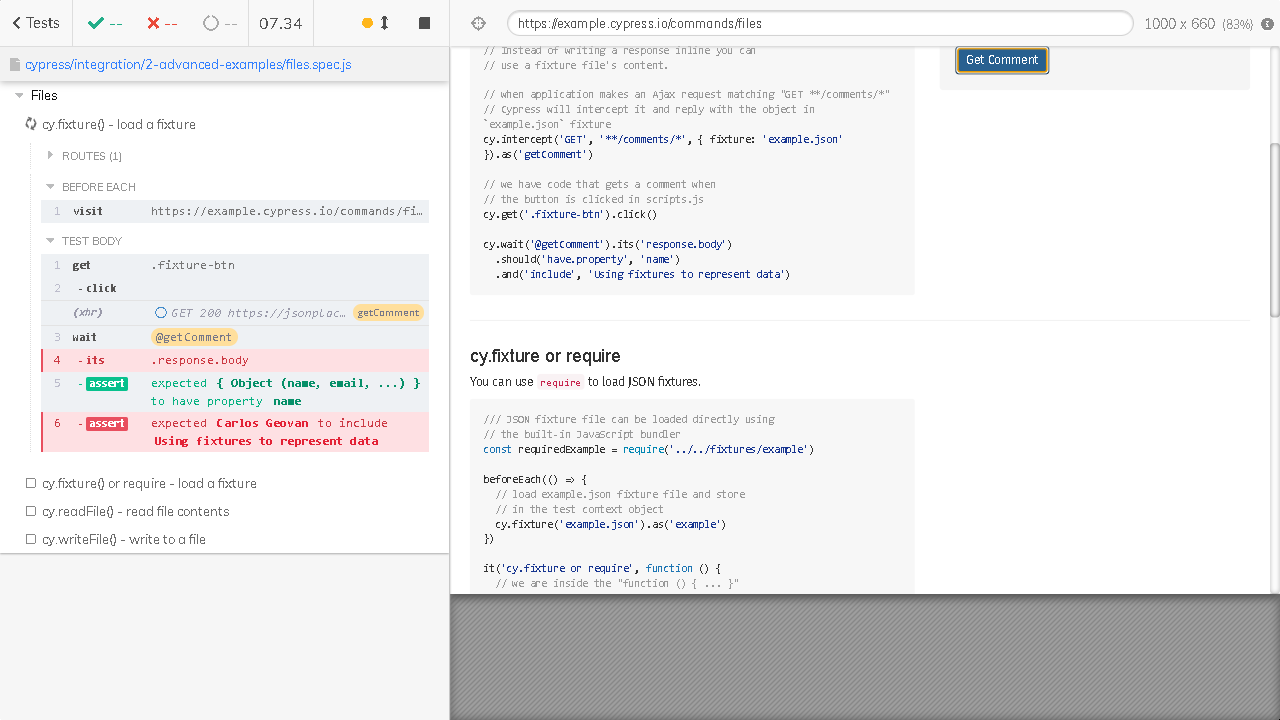 Tests -- -- -- 07.34
https://example.cypress.io/commands/files 1000 x 660 (83%)
cypress/integration/2-advanced-examples/files.spec.js
Files
cy.fixture() - load a fixture
ROUTES (1)
BEFORE EACH
1 visit https://example.cypress.io/commands/fi…
TEST BODY
1 get .fixture-btn
2 - click
(xhr) GET 200 https://jsonplac… getComment
3 wait @getComment
4 - its .response.body
5 - assert expected { Object (name, email, ...) }
to have property name
6 - assert expected Carlos Geovan to include
Using fixtures to represent data
cy.fixture() or require - load a fixture
cy.readFile() - read file contents
cy.writeFile() - write to a file
// Instead of writing a response inline you can
// use a fixture file's content.
// when application makes an Ajax request matching "GET **/comments/*"
// Cypress will intercept it and reply with the object in
`example.json` fixture
cy.intercept('GET', '**/comments/*', { fixture: 'example.json'
}).as('getComment')
// we have code that gets a comment when
// the button is clicked in scripts.js
cy.get('.fixture-btn').click()
cy.wait('@getComment').its('response.body')
.should('have.property', 'name')
.and('include', 'Using fixtures to represent data')
Get Comment
cy.fixture or require
You can use require to load JSON fixtures.
/// JSON fixture file can be loaded directly using
// the built-in JavaScript bundler
const requiredExample = require('../../fixtures/example')
beforeEach(() => {
// load example.json fixture file and store
// in the test context object
cy.fixture('example.json').as('example')
})
it('cy.fixture or require', function () {
// we are inside the "function () { ... }"